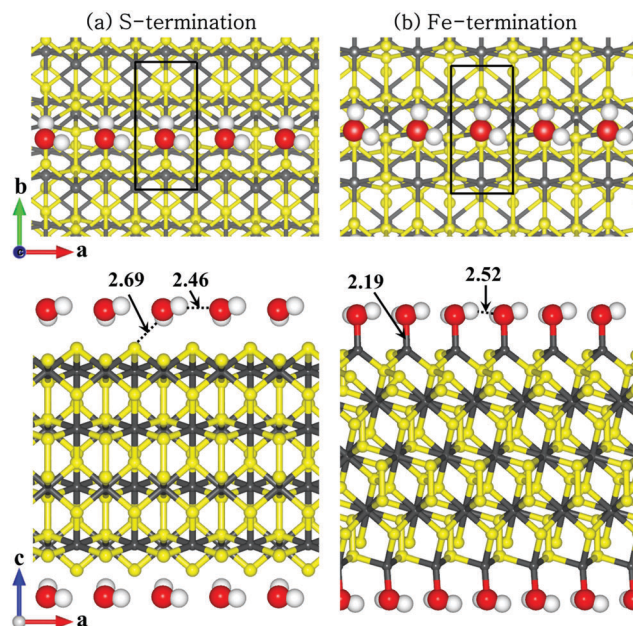 (a) S-termination
(b) Fe-termination
b
a
2.69
2.46
2.19
2.52
c
a